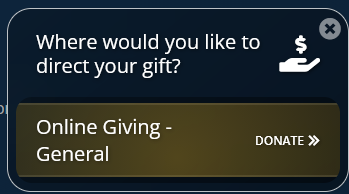 Where would you like to
direct your gift?
Online Giving -
General
DONATE